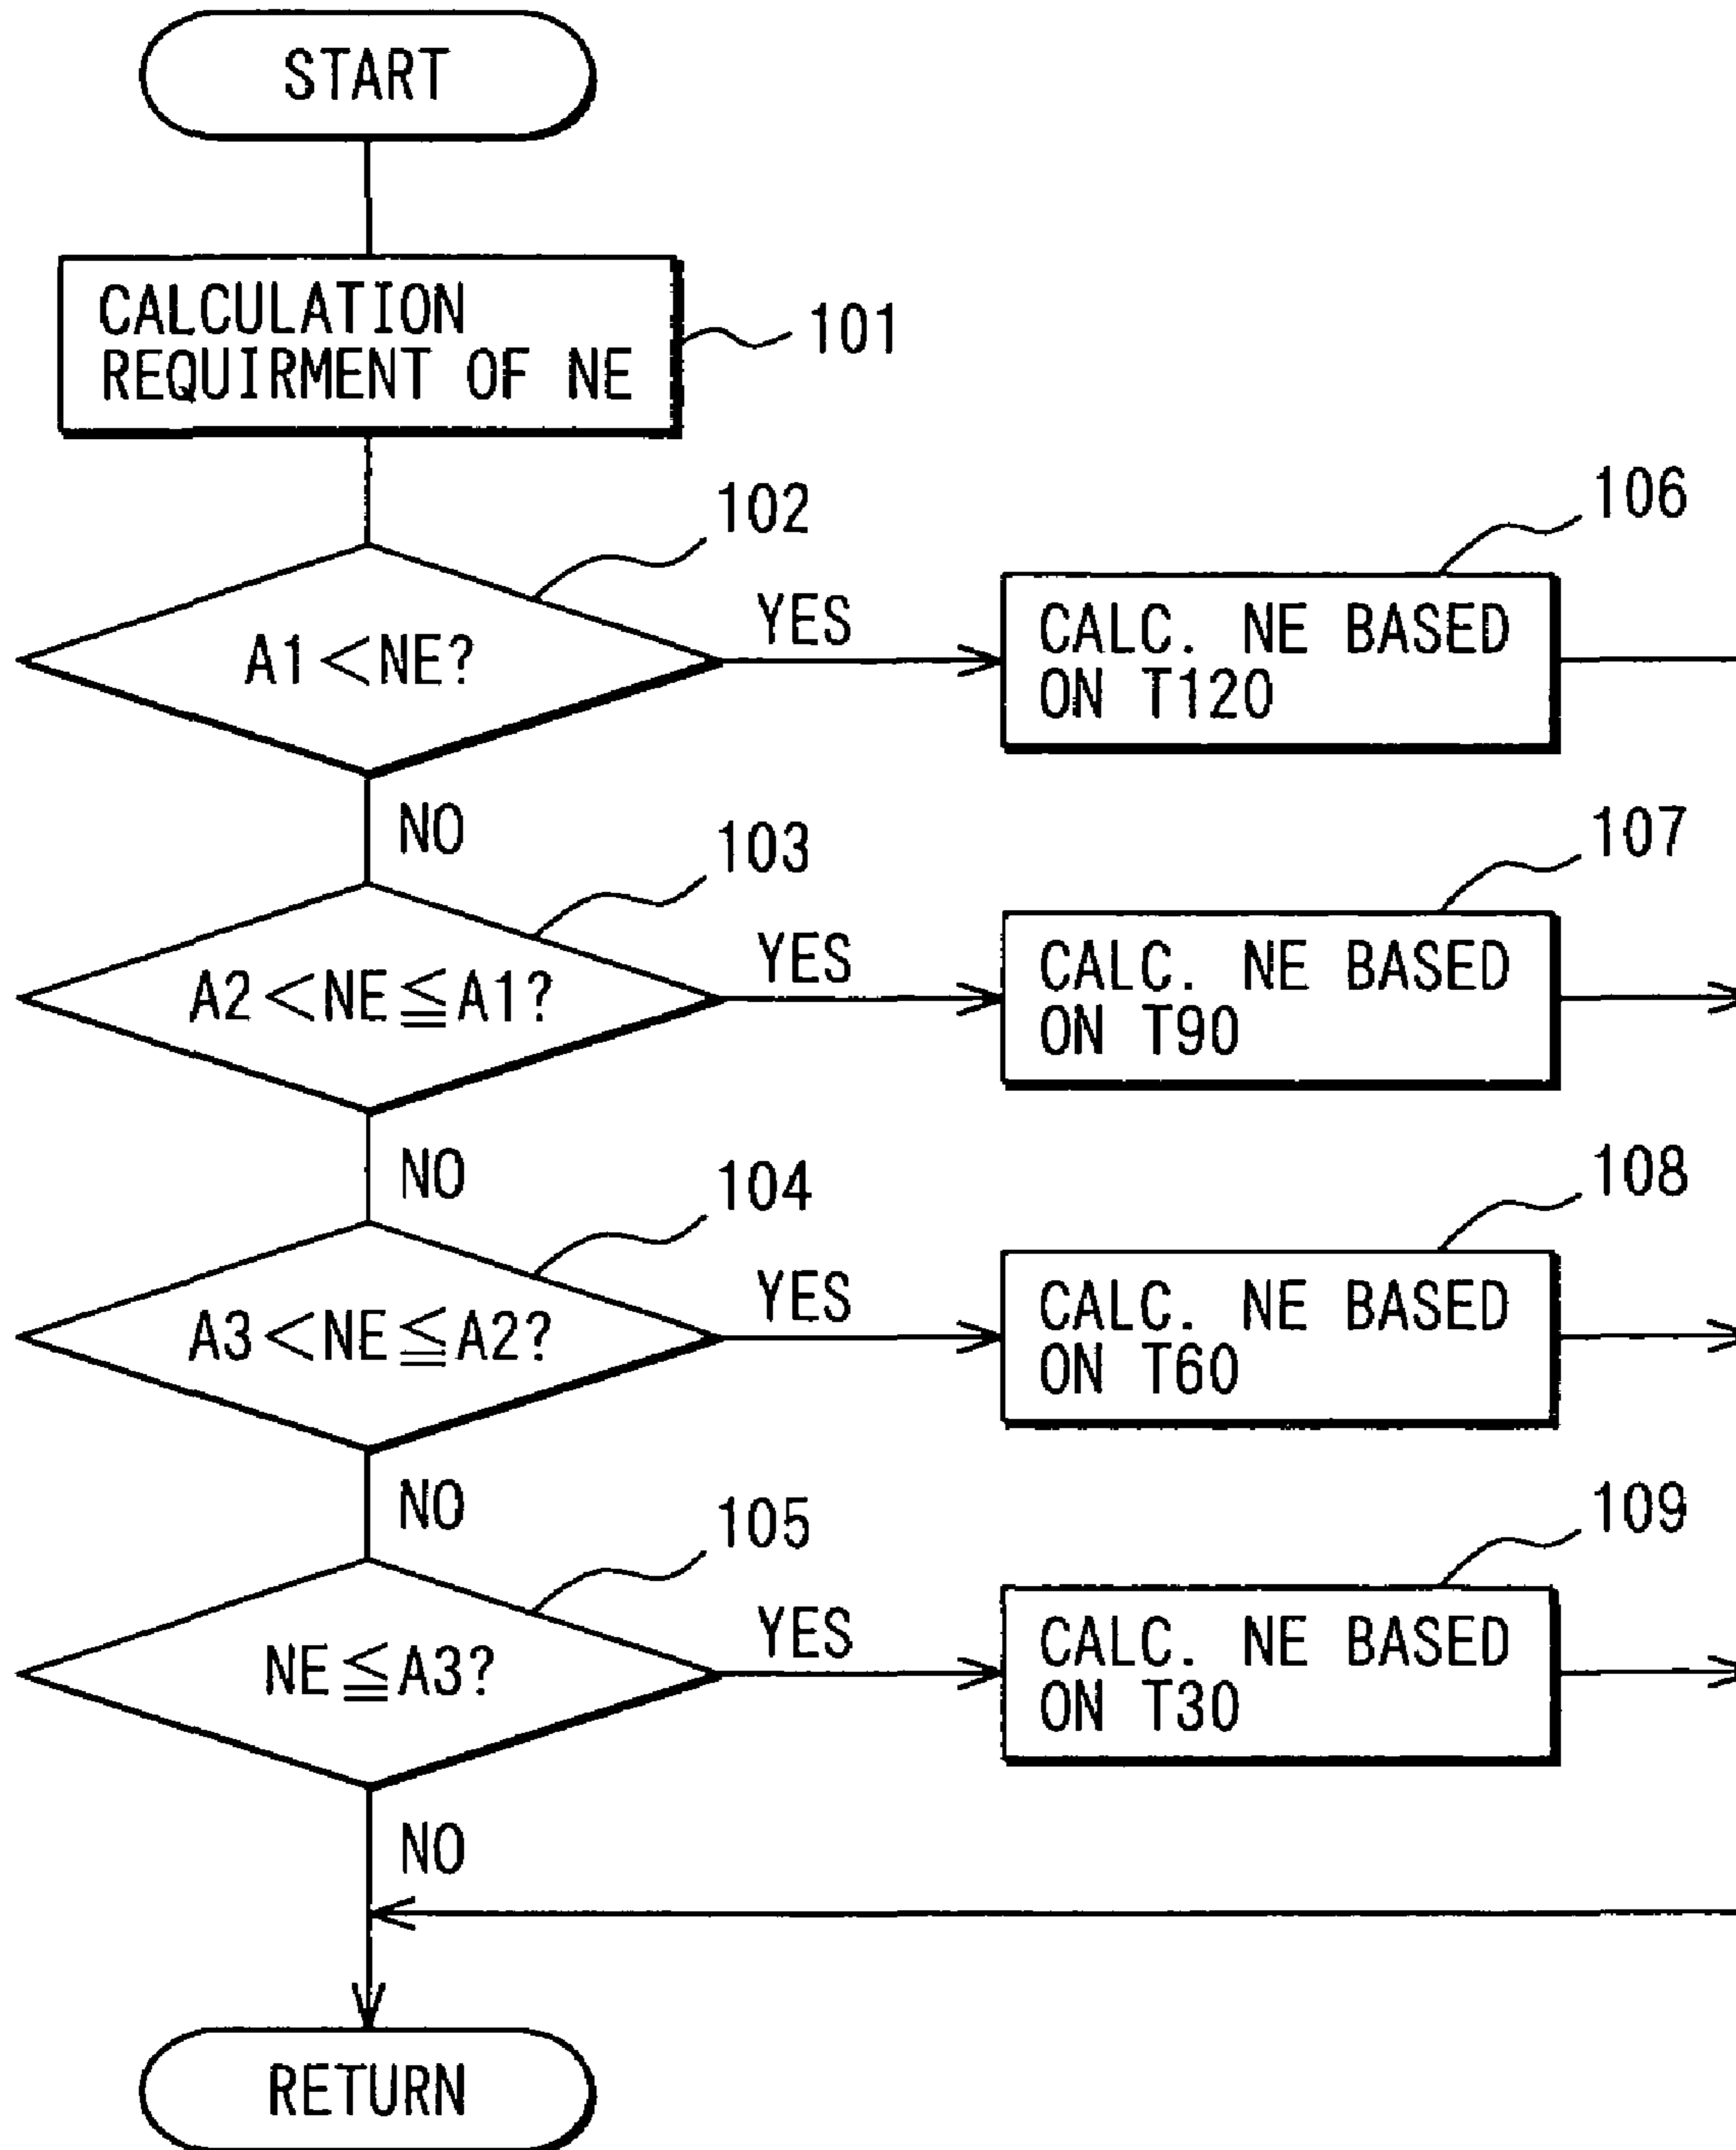 START
CALCULATION
REQUIRMENT OF NE
101
102
A1<NE?
YES
106
CALC. NE BASED
ON T120
NO
103
A2<NE≦A1?
YES
107
CALC. NE BASED
ON T90
NO
104
A3<NE≦A2?
YES
108
CALC. NE BASED
ON T60
NO
105
NE≦A3?
YES
109
CALC. NE BASED
ON T30
NO
RETURN